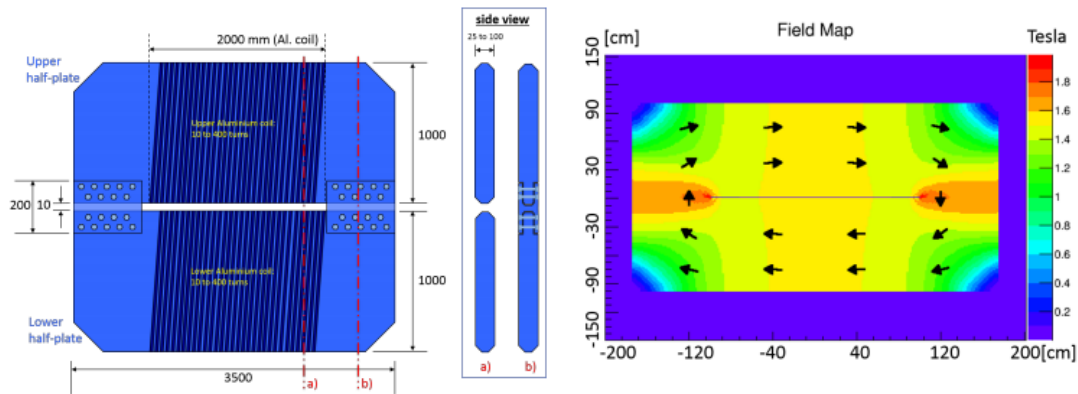 2000 mm (Al. coil)
Upper
half-plate
Upper Aluminium coil:
10 to 400 turns
1000
200
10
Lower Aluminium coil:
10 to 400 turns
1000
Lower
half-plate
a)
b)
3500
side view
25 to 100
a)
b)
Field Map
[cm]
Tesla
150
90
30
-30
-90
-150
-200
-120
-40
40
120
200[cm]
1.8
1.6
1.4
1.2
1
0.8
0.6
0.4
0.2